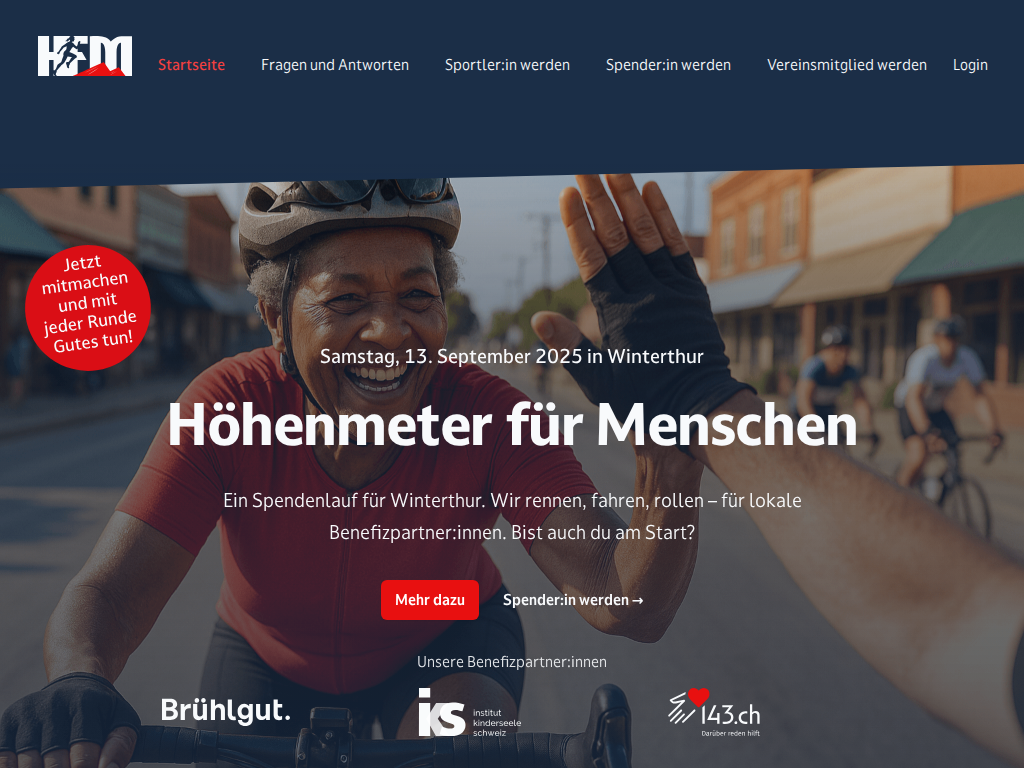 HFM
Startseite
Fragen und Antworten
Sportler:in werden
Spender:in werden
Vereinsmitglied werden
Login
Jetzt
mitmachen
und mit
jeder Runde
Gutes tun!
Samstag, 13. September 2025 in Winterthur
Höhenmeter für Menschen
Ein Spendenlauf für Winterthur. Wir rennen, fahren, rollen – für lokale
Benefizpartner:innen. Bist auch du am Start?
Mehr dazu
Spender:in werden →
Unsere Benefizpartner:innen
Brühlgut.
iks
institut
kinderseele
schweiz
143.ch
Darüber reden hilft